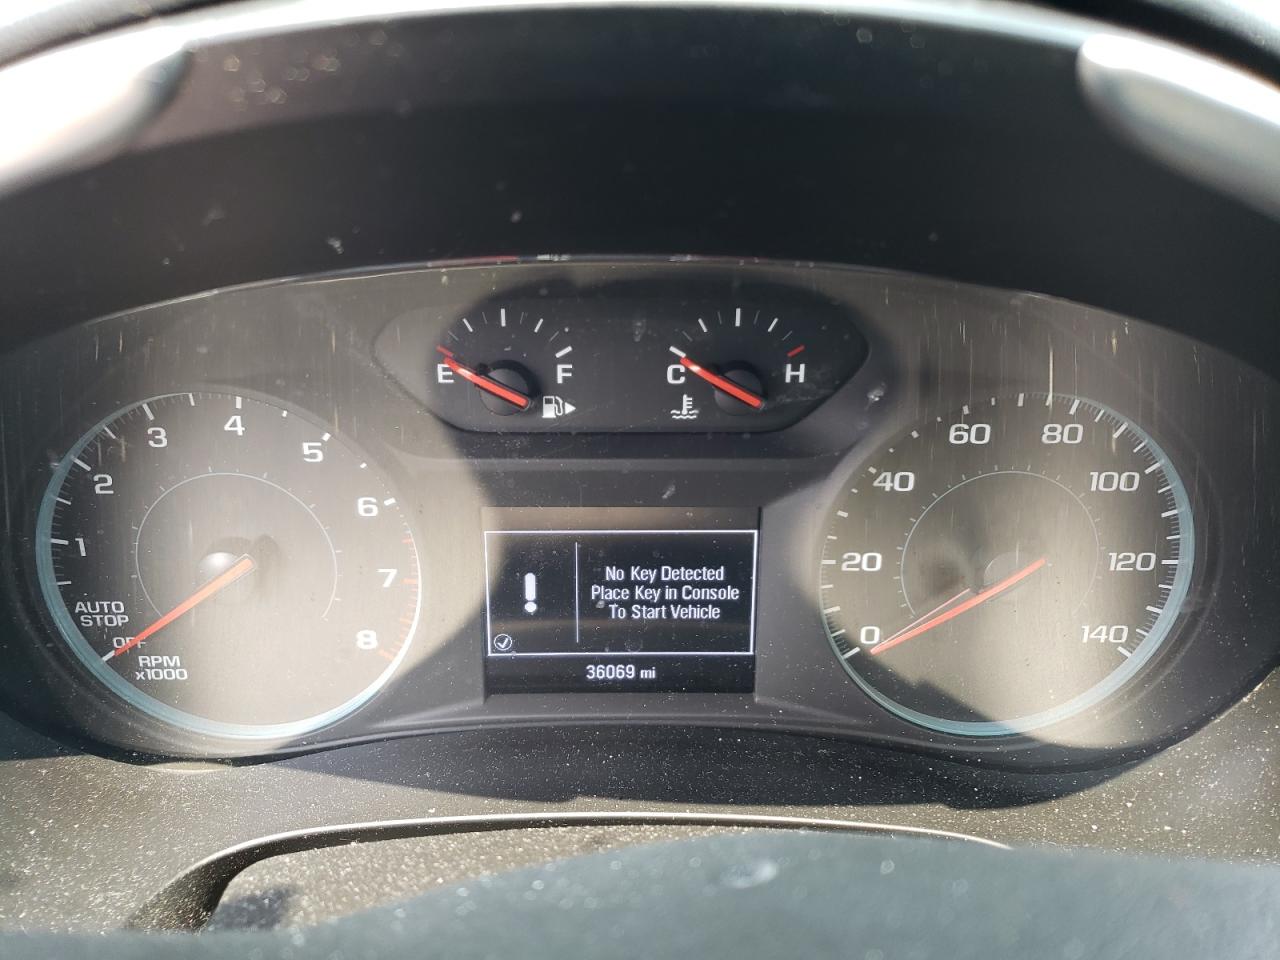 E F
C H
1
2
3
4
5
6
7
8
AUTO
STOP
OFF
RPM
x1000
No Key Detected
Place Key in Console
To Start Vehicle
36069 mi
0
20
40
60
80
100
120
140